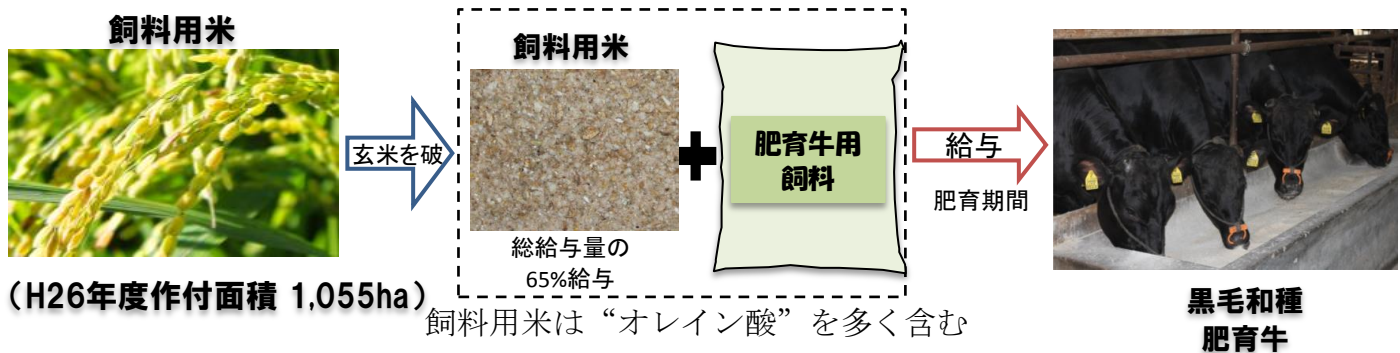 飼料用米
(H26年度作付面積 1,055ha)
玄米を破
飼料用米
総給与量の
65%給与
肥育牛用
飼料
飼料用米は“オレイン酸”を多く含む
給与
肥育期間
黒毛和種
肥育牛